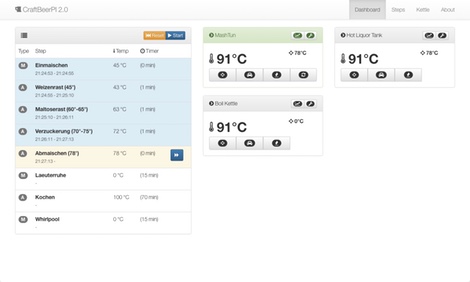 CraftBeerPI 2.0
Dashboard Steps Kettle About
Reset Start
Type Step Temp Timer
M Einmaischen 45 °C (0 min)
21:24:53 - 21:24:55
A Weizenrast (45°) 43 °C (1 min)
21:24:55 - 21:25:10
A Maltoserast (60°-65°) 63 °C (1 min)
21:25:10 - 21:26:11
A Verzuckerung (70°-75°) 72 °C (1 min)
21:26:11 - 21:27:13
A Abmaischen (78°) 78 °C (0 min)
21:27:13 -
M Laeuterruhe 0 °C (15 min)
-
A Kochen 100 °C (70 min)
-
M Whirlpool 0 °C (15 min)
-
MashTun
91°C
78°C
Hot Liquor Tank
91°C
78°C
Boil Kettle
91°C
0°C